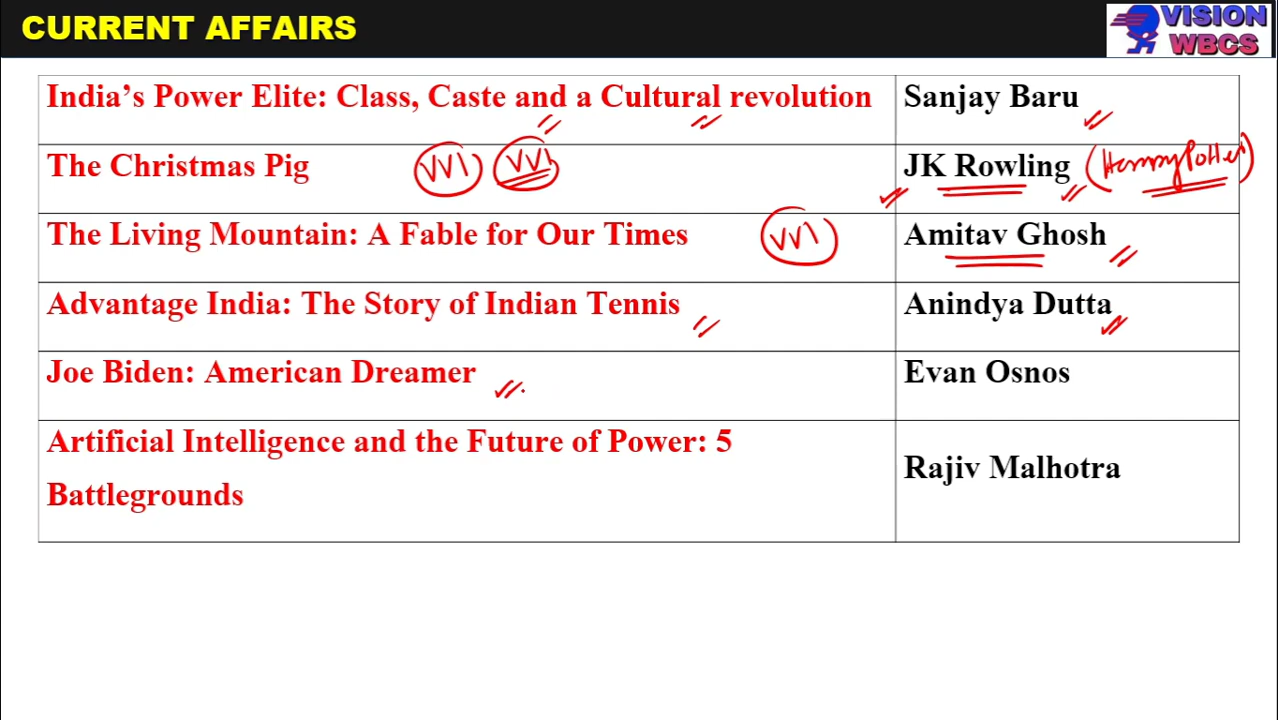 CURRENT AFFAIRS
VISION
WBCS
India's Power Elite: Class, Caste and a Cultural revolution
Sanjay Baru
The Christmas Pig
VVI
VVI
JK Rowling
(Harry Potter)
The Living Mountain: A Fable for Our Times
VVI
Amitav Ghosh
Advantage India: The Story of Indian Tennis
Anindya Dutta
Joe Biden: American Dreamer
Evan Osnos
Artificial Intelligence and the Future of Power: 5
Battlegrounds
Rajiv Malhotra